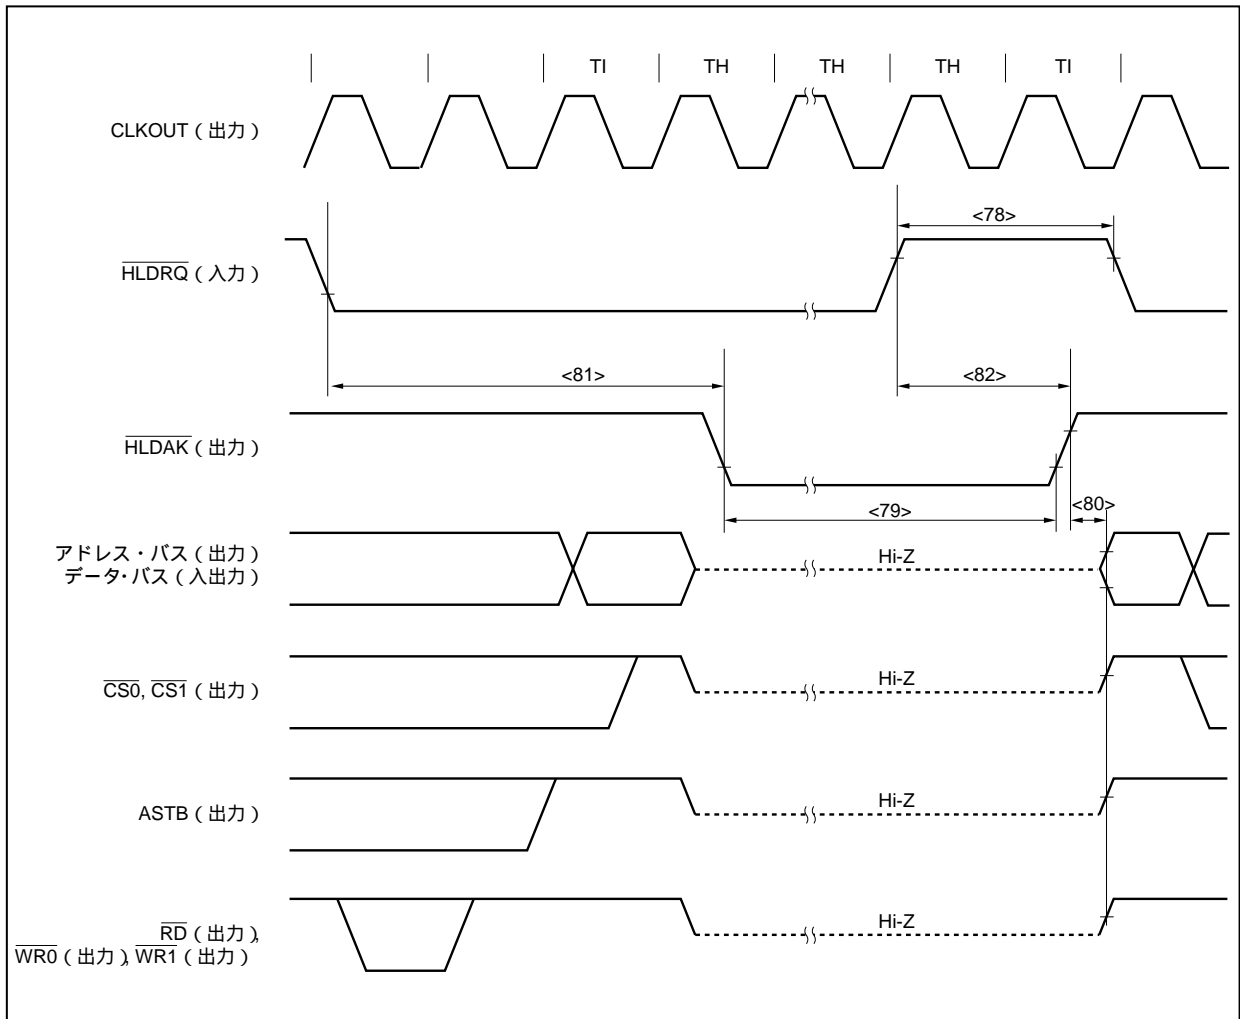 TI TH TH TH TI
CLKOUT（出力）
<78>
HLDRQ（入力）
<81> <82>
HLDAK（出力）
<79> <80>
アドレス・バス（出力） Hi-Z
データ・バス（入出力）
CS0, CS1（出力） Hi-Z
ASTB（出力） Hi-Z
RD（出力）, Hi-Z
WR0（出力）, WR1（出力）